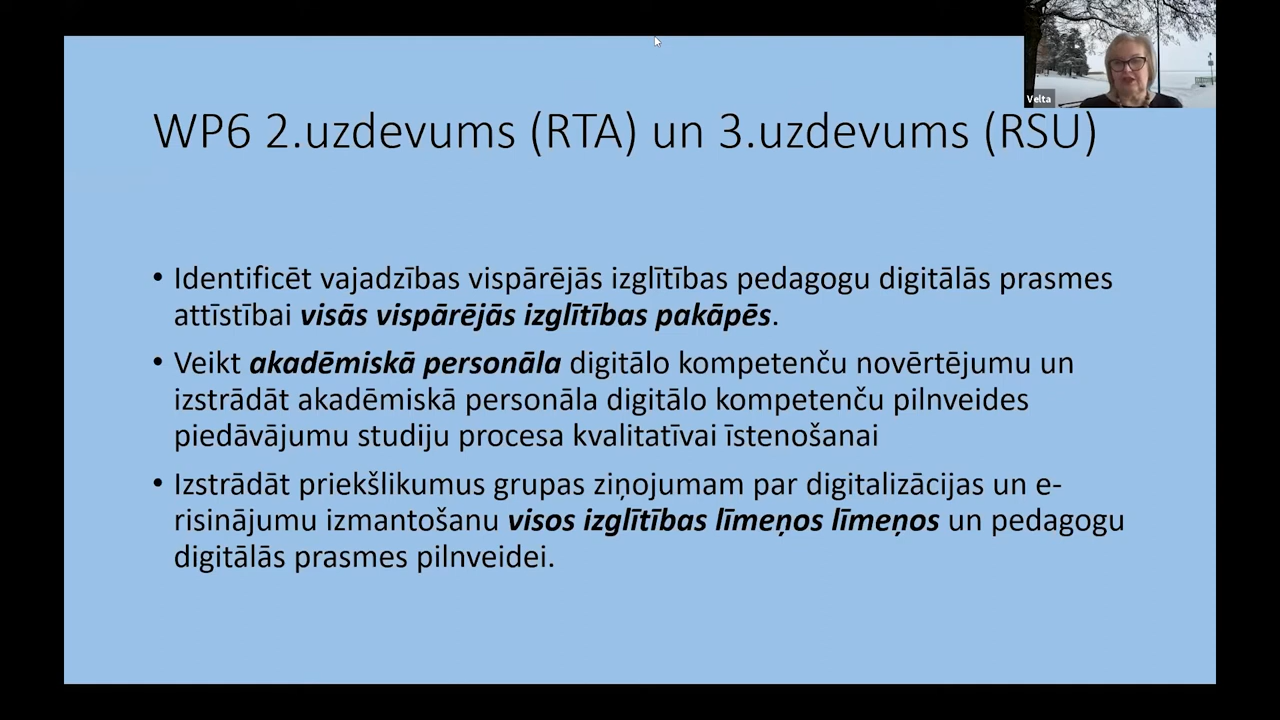 Velta
WP6 2.uzdevums (RTA) un 3.uzdevums (RSU)
• Identificēt vajadzības vispārējās izglītības pedagogu digitālās prasmes
attīstībai visās vispārējās izglītības pakāpēs.
• Veikt akadēmiskā personāla digitālo kompetenču novērtējumu un
izstrādāt akadēmiskā personāla digitālo kompetenču pilnveides
piedāvājumu studiju procesa kvalitatīvai īstenošanai
• Izstrādāt priekšlikumus grupas ziņojumam par digitalizācijas un e-
risinājumu izmantošanu visos izglītības līmeņos līmeņos un pedagogu
digitālās prasmes pilnveidei.